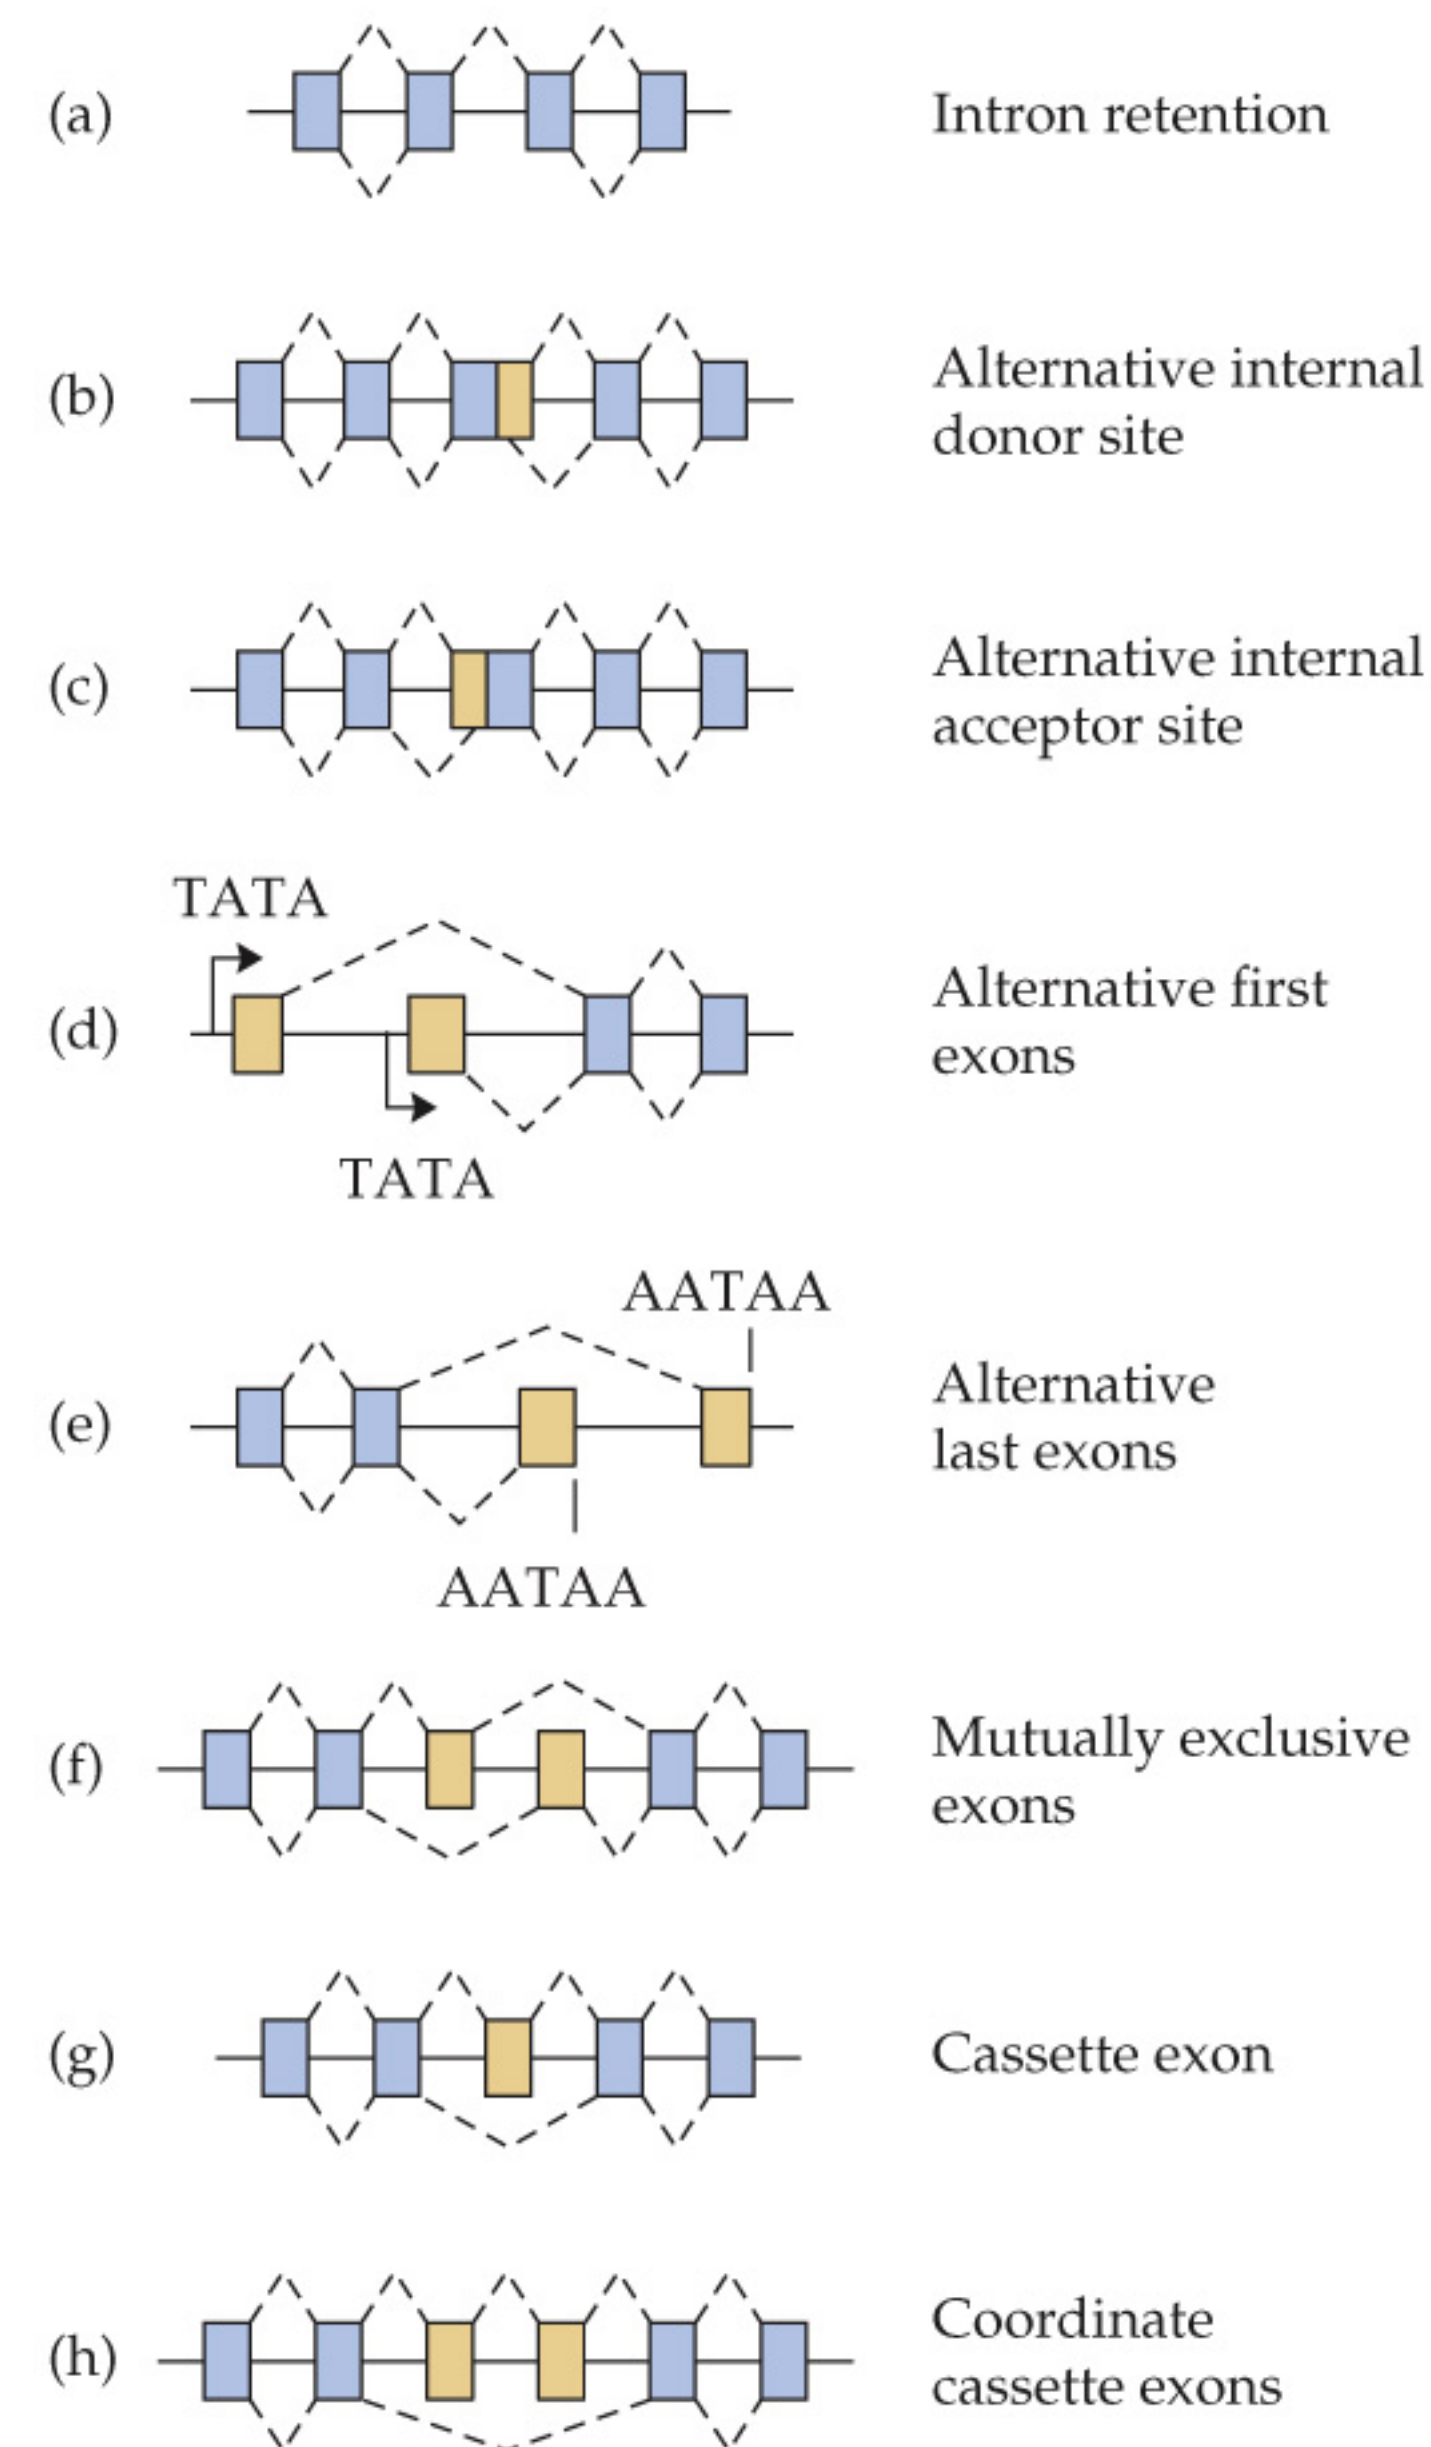 (a)
Intron retention
(b)
Alternative internal
donor site
(c)
Alternative internal
acceptor site
TATA
(d)
Alternative first
exons
TATA
AATAA
(e)
Alternative
last exons
AATAA
(f)
Mutually exclusive
exons
(g)
Cassette exon
(h)
Coordinate
cassette exons